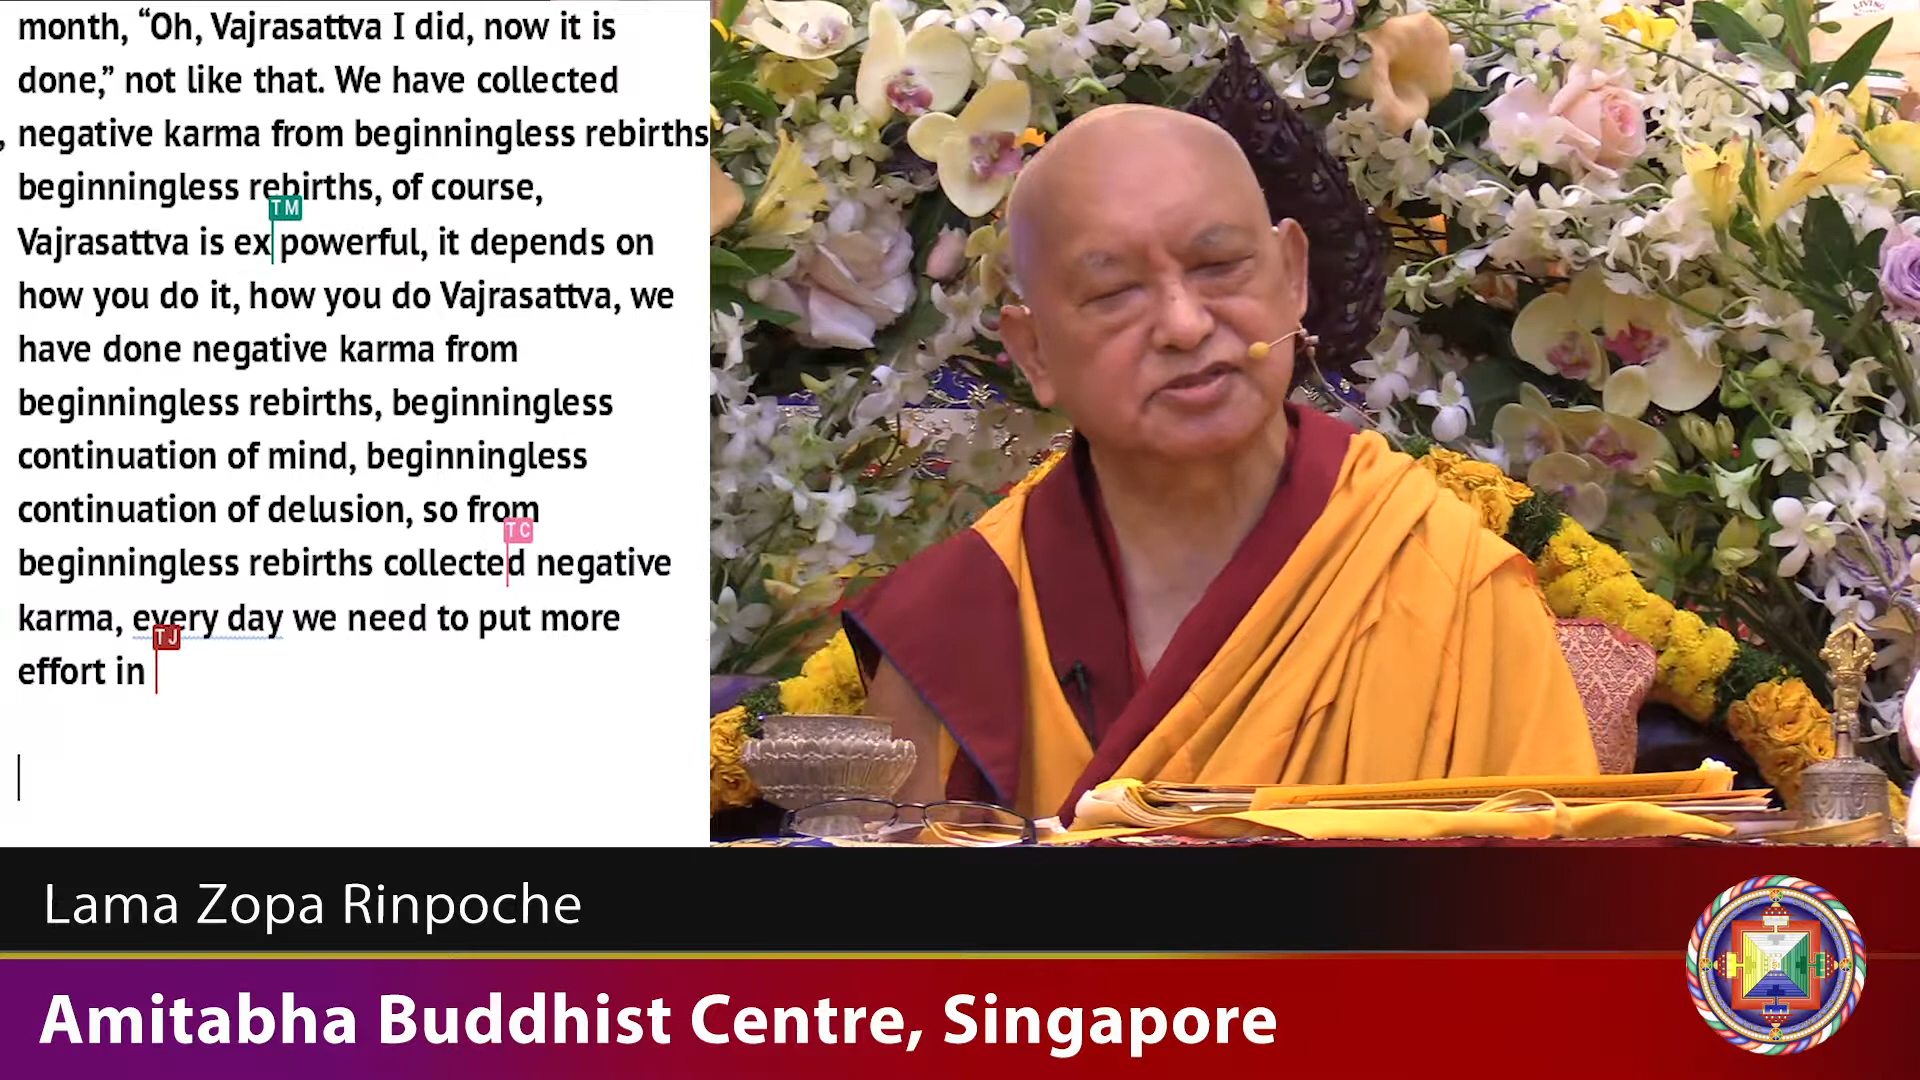 month, “Oh, Vajrasattva I did, now it is
done,” not like that. We have collected
, negative karma from beginningless rebirths
beginningless rebirths, of course,
TM
Vajrasattva is ex powerful, it depends on
how you do it, how you do Vajrasattva, we
have done negative karma from
beginningless rebirths, beginningless
continuation of mind, beginningless
continuation of delusion, so from
TC
beginningless rebirths collected negative
karma, every day we need to put more
TJ
effort in
LIVING
Lama Zopa Rinpoche
Amitabha Buddhist Centre, Singapore